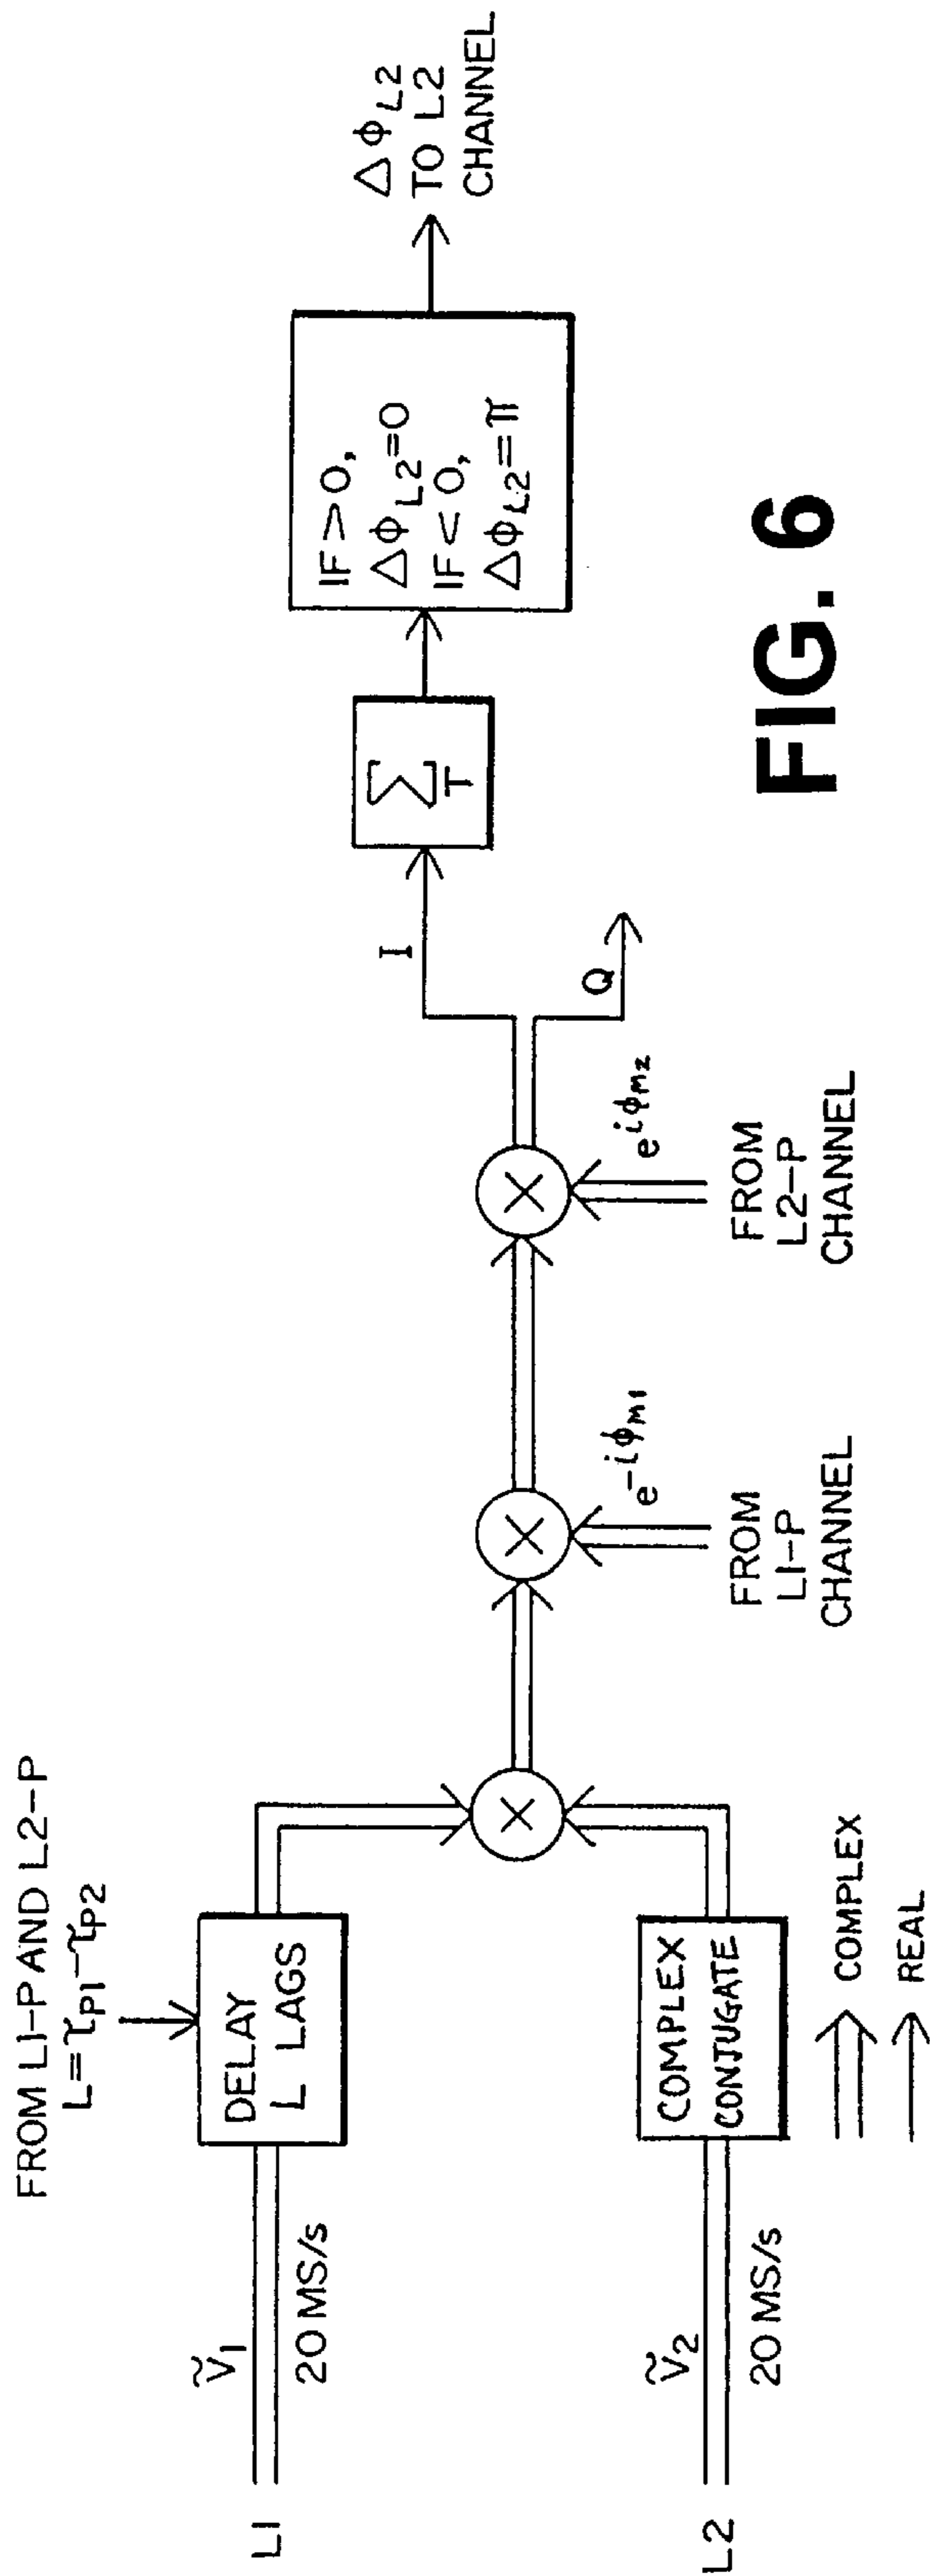 FROM L1-P AND L2-P
L=τ̃P1-τ̃P2
L1
Ṽ1
20 MS/s
DELAY
L LAGS
L2
Ṽ2
20 MS/s
COMPLEX
CONJUGATE
COMPLEX
REAL
×
×
e^-iϕM1
FROM
L1-P
CHANNEL
×
e^iϕM2
FROM
L2-P
CHANNEL
I
Q
∑
T
IF>0,
ΔϕL2=0
IF<0,
ΔϕL2=π
ΔϕL2
TO L2
CHANNEL
FIG. 6